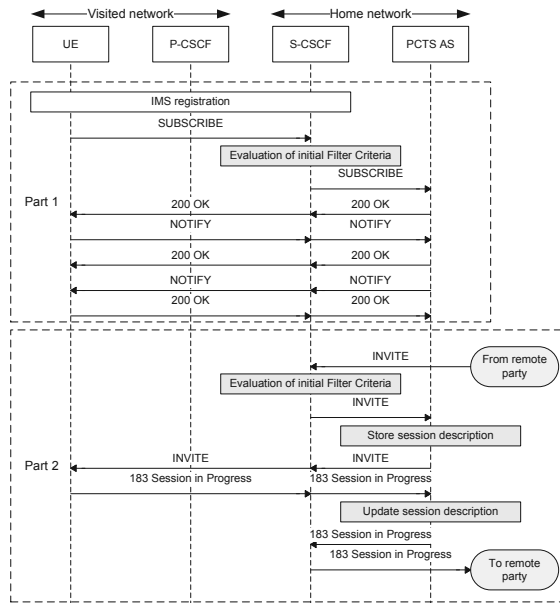 Visited network
Home network
UE
P-CSCF
S-CSCF
PCTS AS
IMS registration
SUBSCRIBE
Evaluation of initial Filter Criteria
SUBSCRIBE
Part 1
200 OK
200 OK
NOTIFY
NOTIFY
200 OK
200 OK
NOTIFY
NOTIFY
200 OK
200 OK
INVITE
From remote
party
Evaluation of initial Filter Criteria
INVITE
Store session description
Part 2
INVITE
INVITE
183 Session in Progress
183 Session in Progress
Update session description
183 Session in Progress
183 Session in Progress
To remote
party